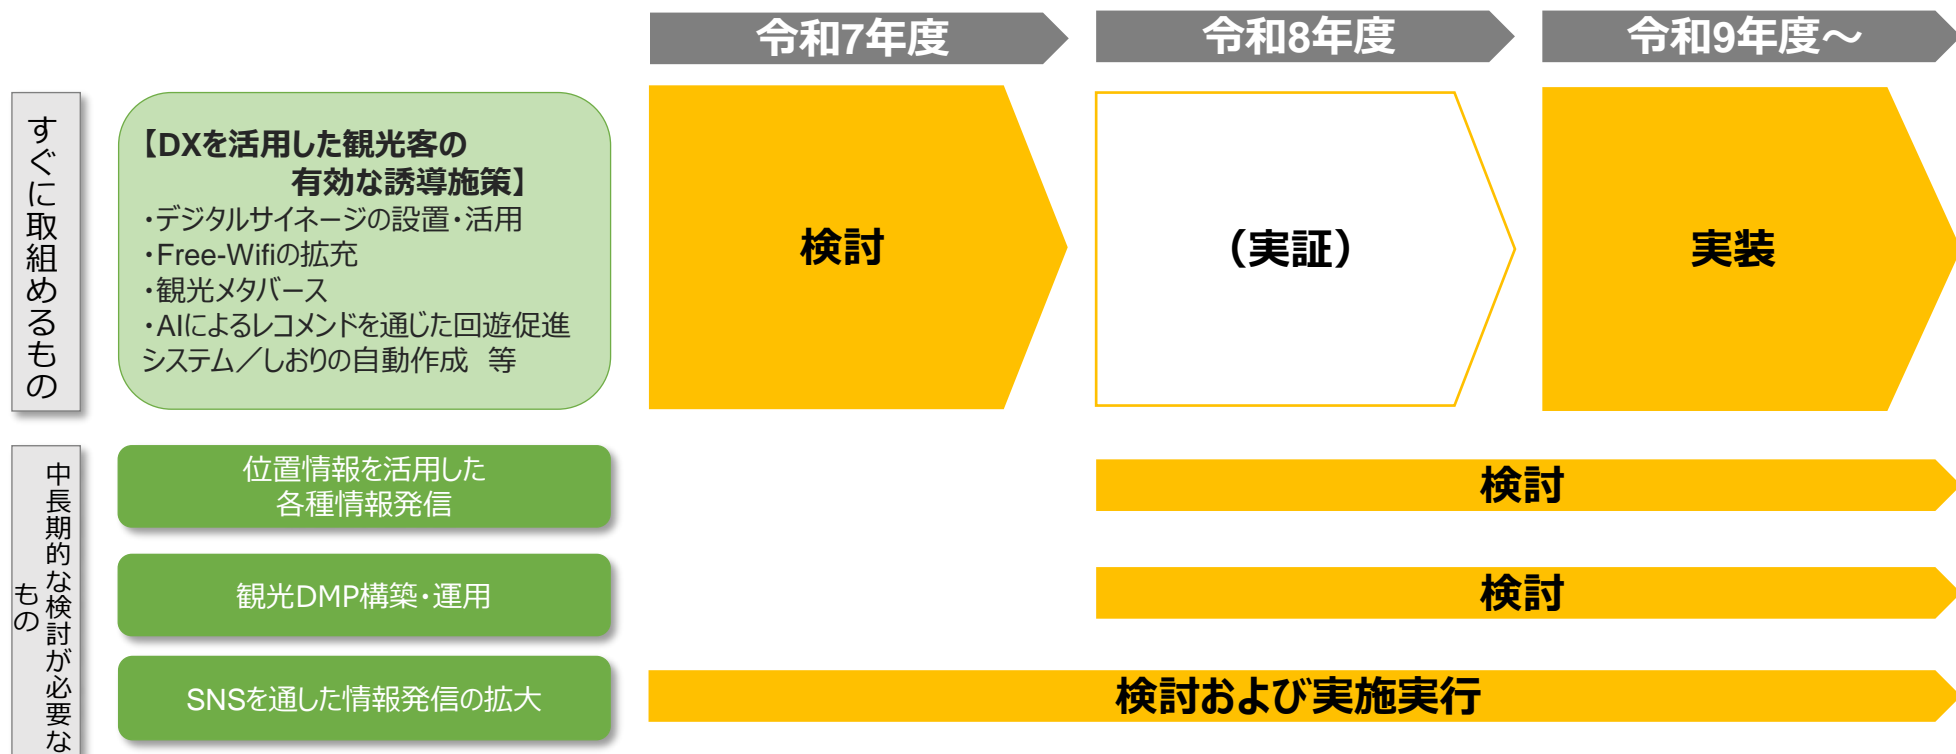 令和7年度
令和8年度
令和9年度～
すぐに取組めるもの
【DXを活用した観光客の
有効な誘導施策】
・デジタルサイネージの設置・活用
・Free-Wifiの拡充
・観光メタバース
・AIによるレコメンドを通じた回遊促進
システム／しおりの自動作成　等
検討
（実証）
実装
中長期的な検討が必要な
もの
位置情報を活用した
各種情報発信
検討
観光DMP構築・運用
検討
SNSを通した情報発信の拡大
検討および実施実行